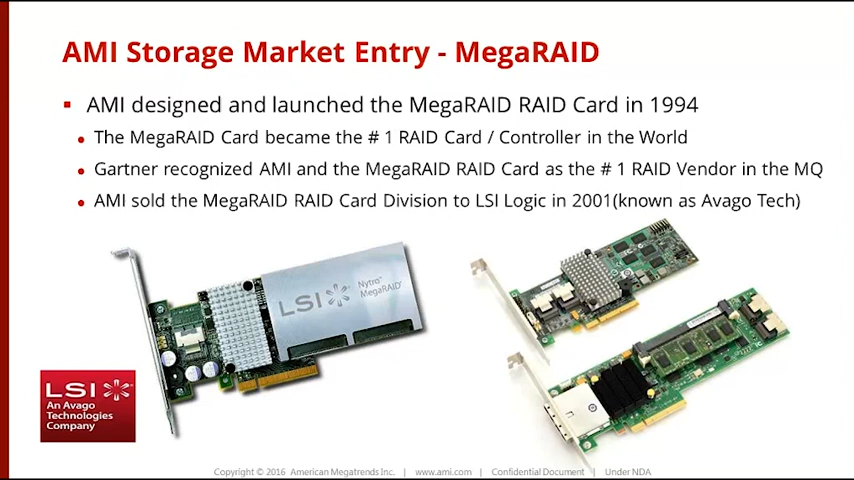 AMI Storage Market Entry - MegaRAID
AMI designed and launched the MegaRAID RAID Card in 1994
The MegaRAID Card became the # 1 RAID Card / Controller in the World
Gartner recognized AMI and the MegaRAID RAID Card as the # 1 RAID Vendor in the MQ
AMI sold the MegaRAID RAID Card Division to LSI Logic in 2001(known as Avago Tech)
LSI
Nytro™
MegaRAID®
LSI
An Avago
Technologies
Company
Copyright © 2016 American Megatrends Inc. | www.ami.com | Confidential Document | Under NDA